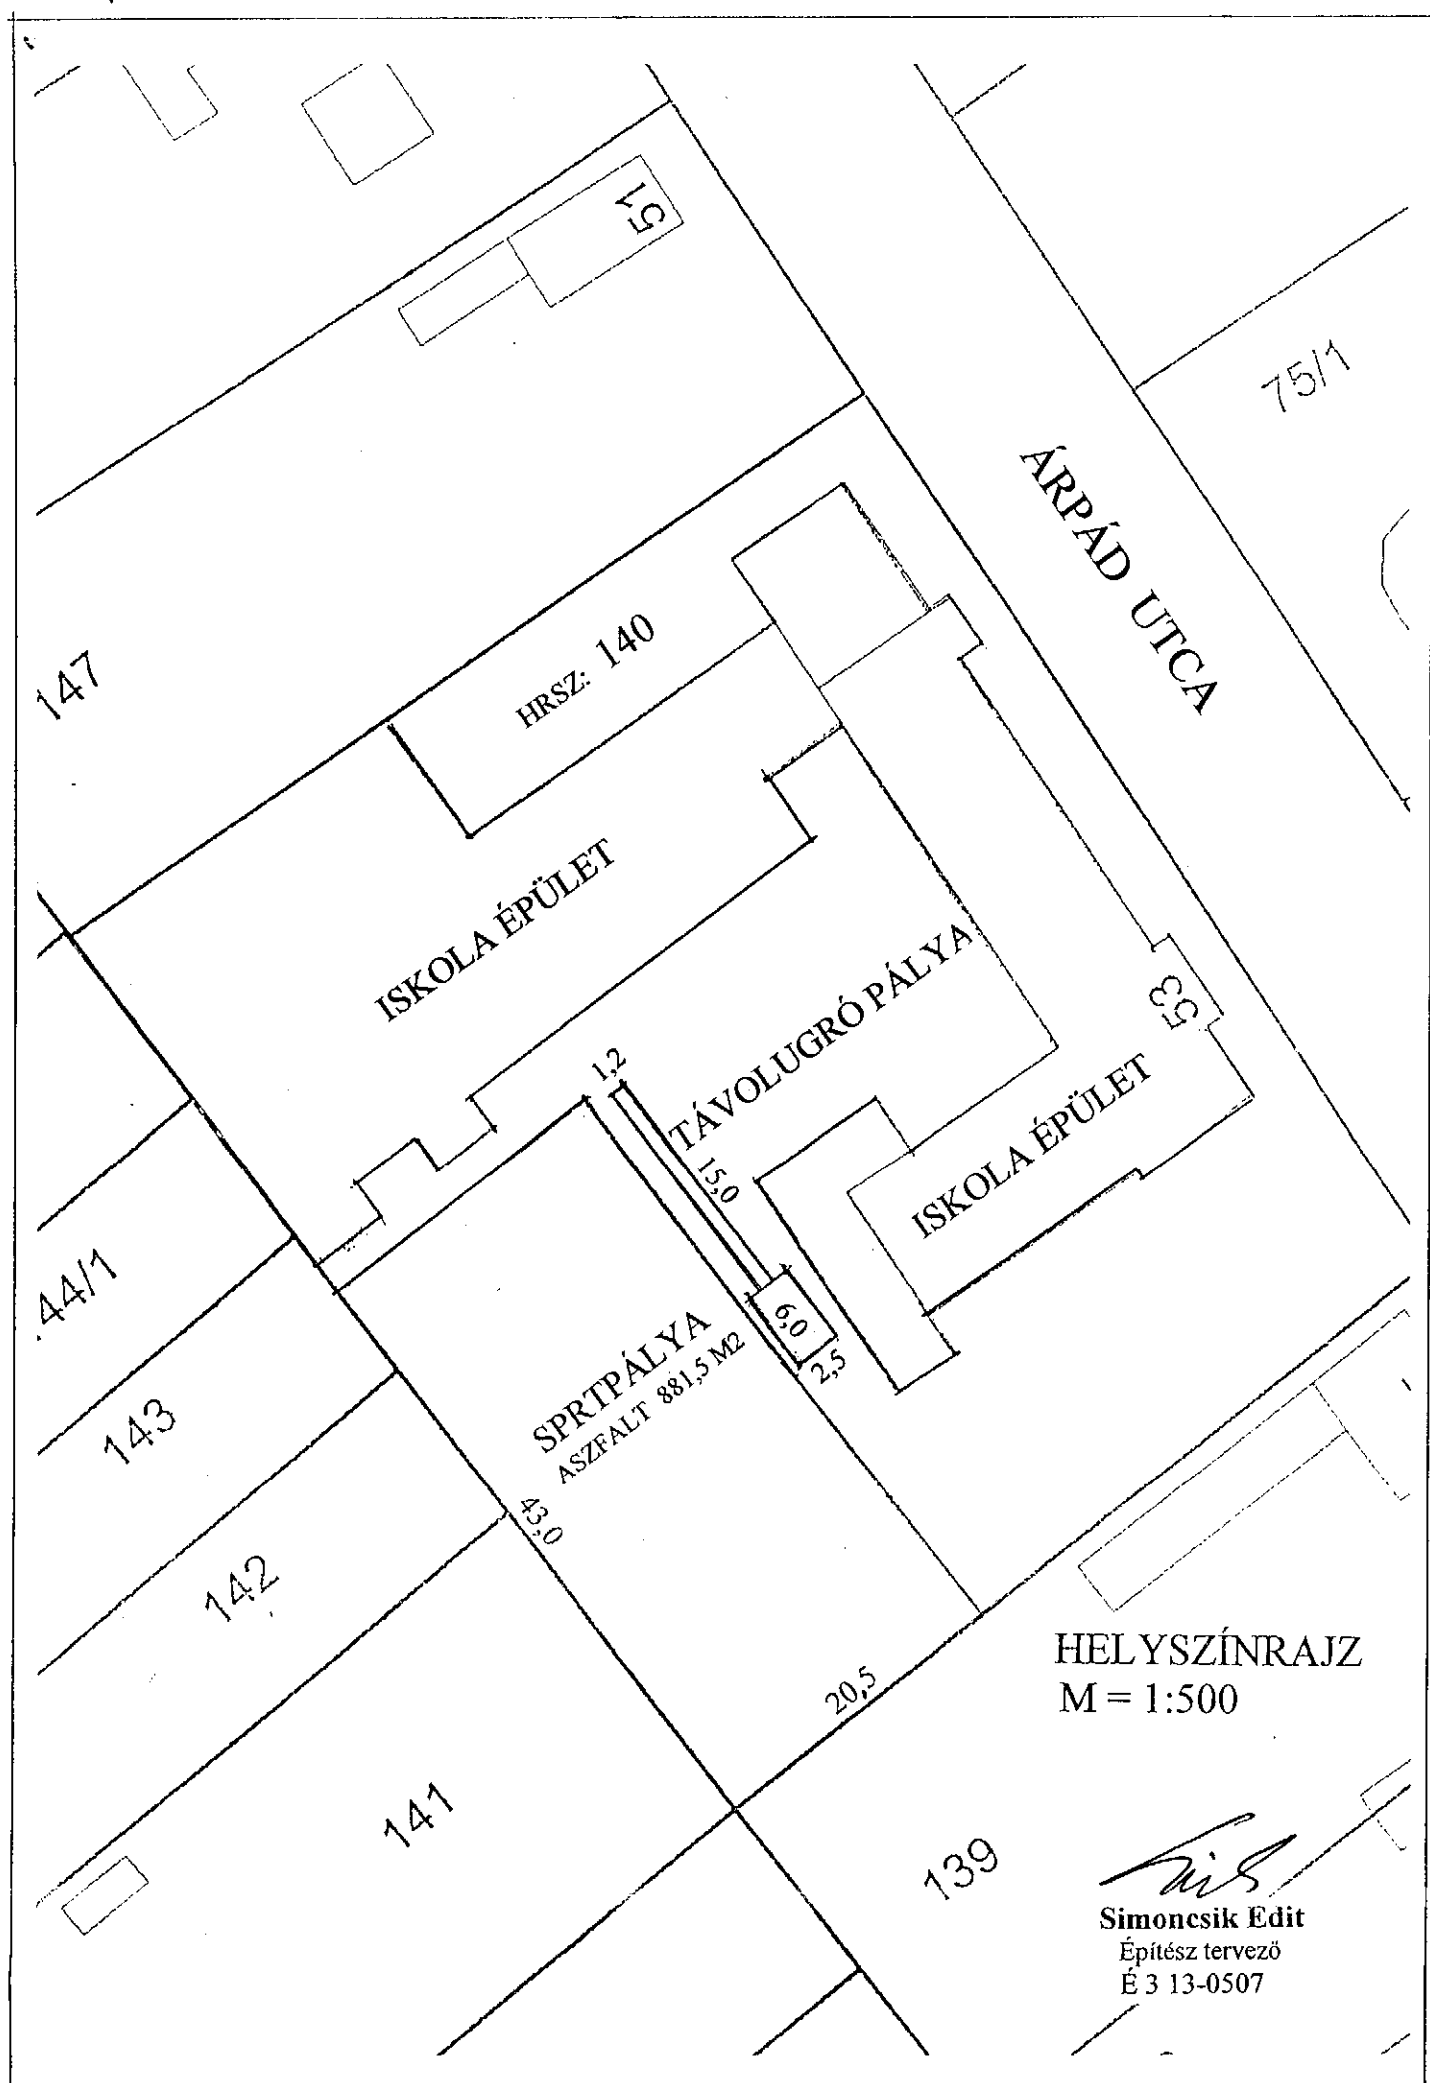 51
75/1
ÁRPÁD UTCA
147
HRSZ: 140
ISKOLA ÉPÜLET
TÁVOLUGRÓ PÁLYA
53
1,2
15,0
ISKOLA ÉPÜLET
44/1
6,0
2,5
SPRTPÁLYA
ASZFALT 881,5 M2
143
43,0
142
20,5
HELYSZÍNRAJZ
M = 1:500
141
139
Simoncsik Edit
Építész tervező
É 3 13-0507